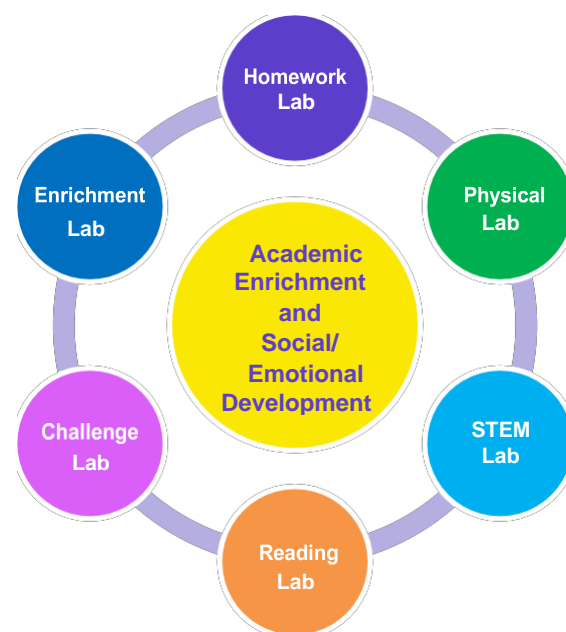 Homework
Lab
Enrichment
Lab
Physical
Lab
Academic
Enrichment
and
Social/
Emotional
Development
Challenge
Lab
STEM
Lab
Reading
Lab